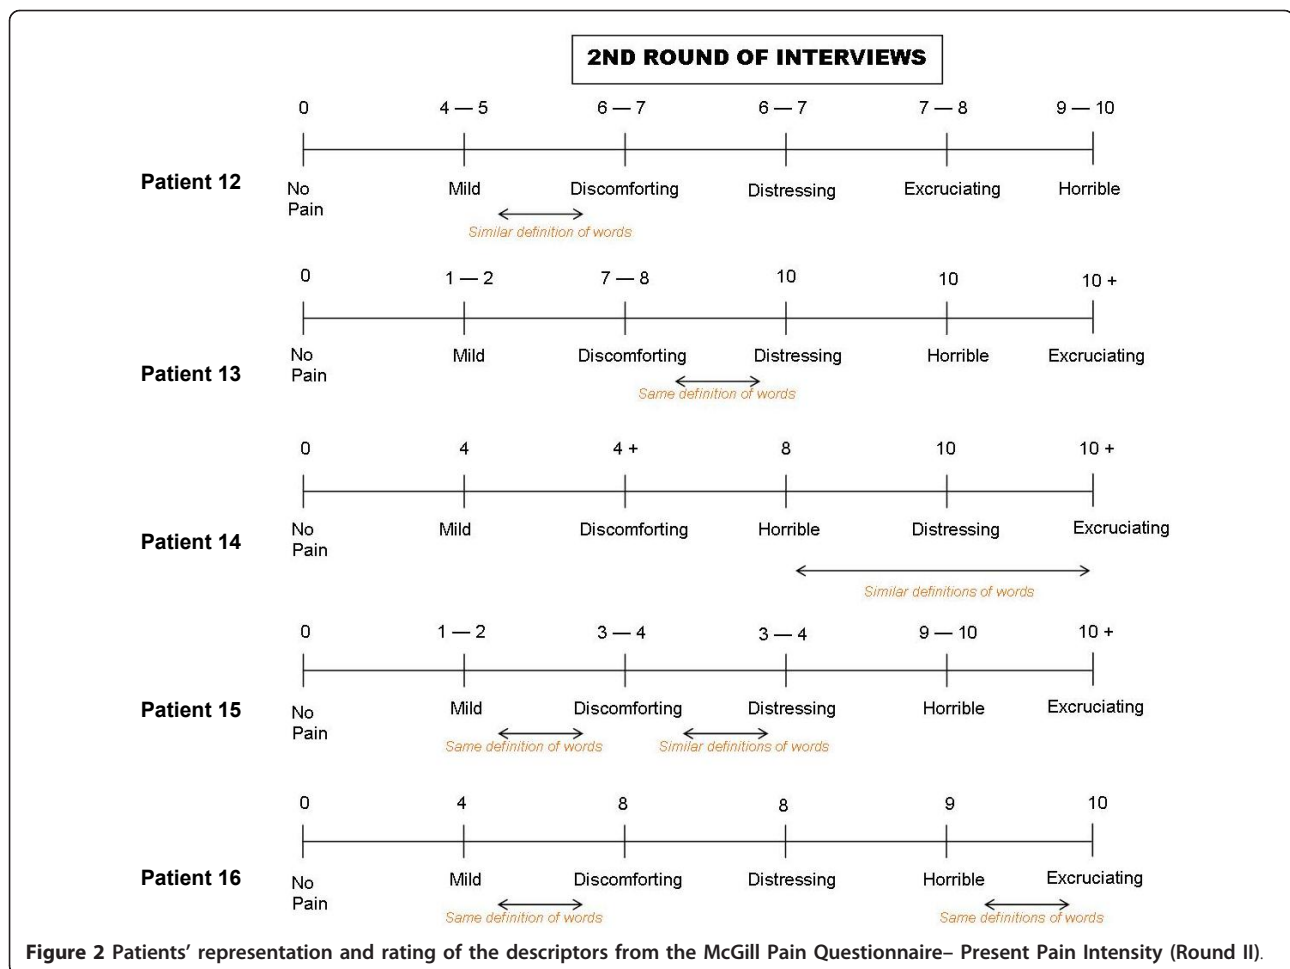 2ND ROUND OF INTERVIEWS
0 4 — 5 6 — 7 6 — 7 7 — 8 9 — 10
Patient 12
No Pain Mild Discomforting Distressing Excruciating Horrible
Similar definition of words
0 1 — 2 7 — 8 10 10 10 +
Patient 13
No Pain Mild Discomforting Distressing Horrible Excruciating
Same definition of words
0 4 4 + 8 10 10 +
Patient 14
No Pain Mild Discomforting Horrible Distressing Excruciating
Similar definitions of words
0 1 — 2 3 — 4 3 — 4 9 — 10 10 +
Patient 15
No Pain Mild Discomforting Distressing Horrible Excruciating
Same definition of words Similar definitions of words
0 4 8 8 9 10
Patient 16
No Pain Mild Discomforting Distressing Horrible Excruciating
Same definition of words Same definitions of words
Figure 2 Patients' representation and rating of the descriptors from the McGill Pain Questionnaire– Present Pain Intensity (Round II).